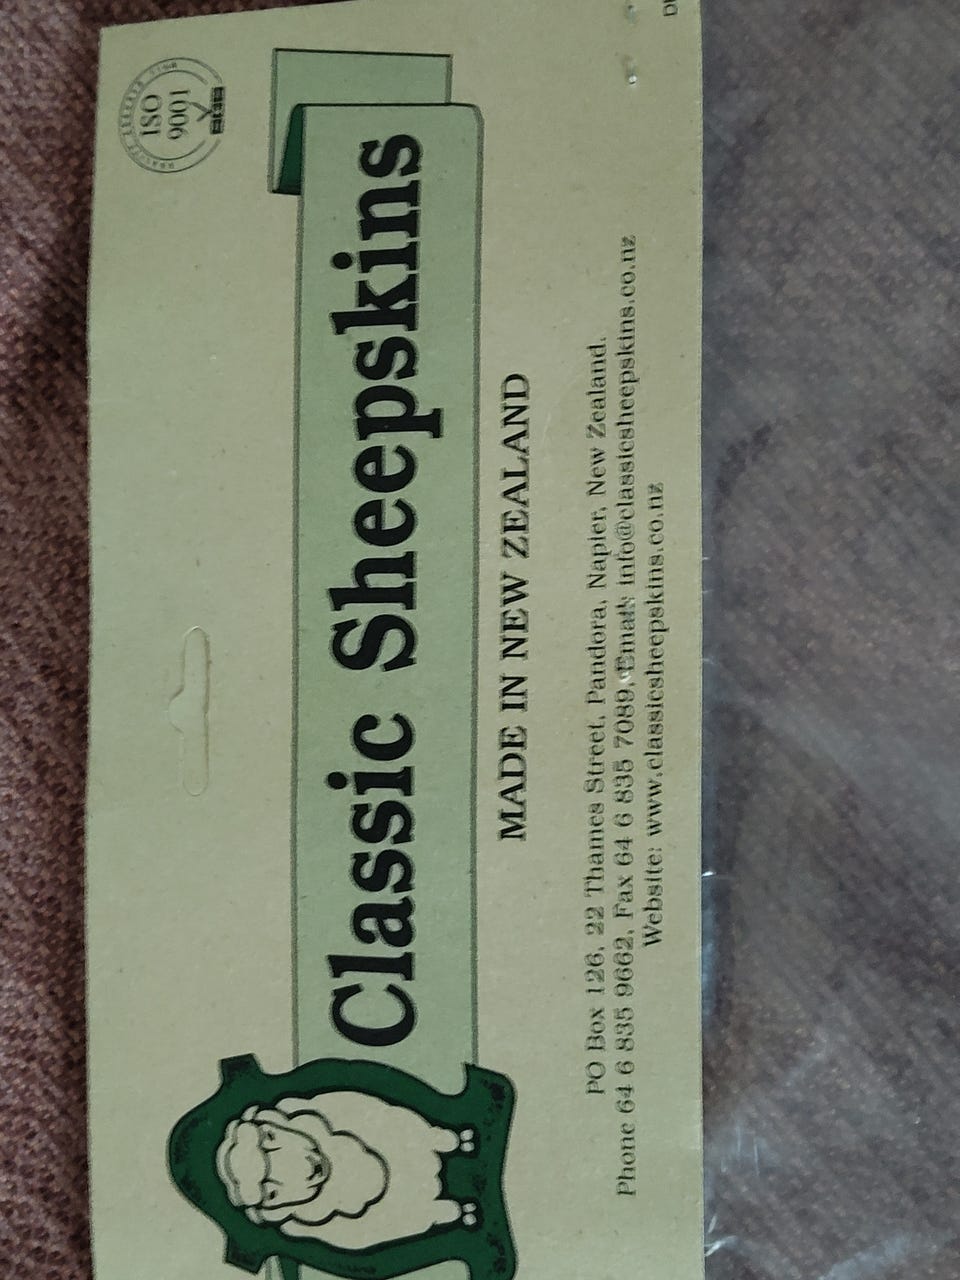 ISO
9001
Classic Sheepskins
MADE IN NEW ZEALAND
PO Box 126, 22 Thames Street, Pandora, Napier, New Zealand.
Phone 64 6 835 9662, Fax 64 6 835 7089, Email: info@classicsheepskins.co.nz
Website: www.classicsheepskins.co.nz